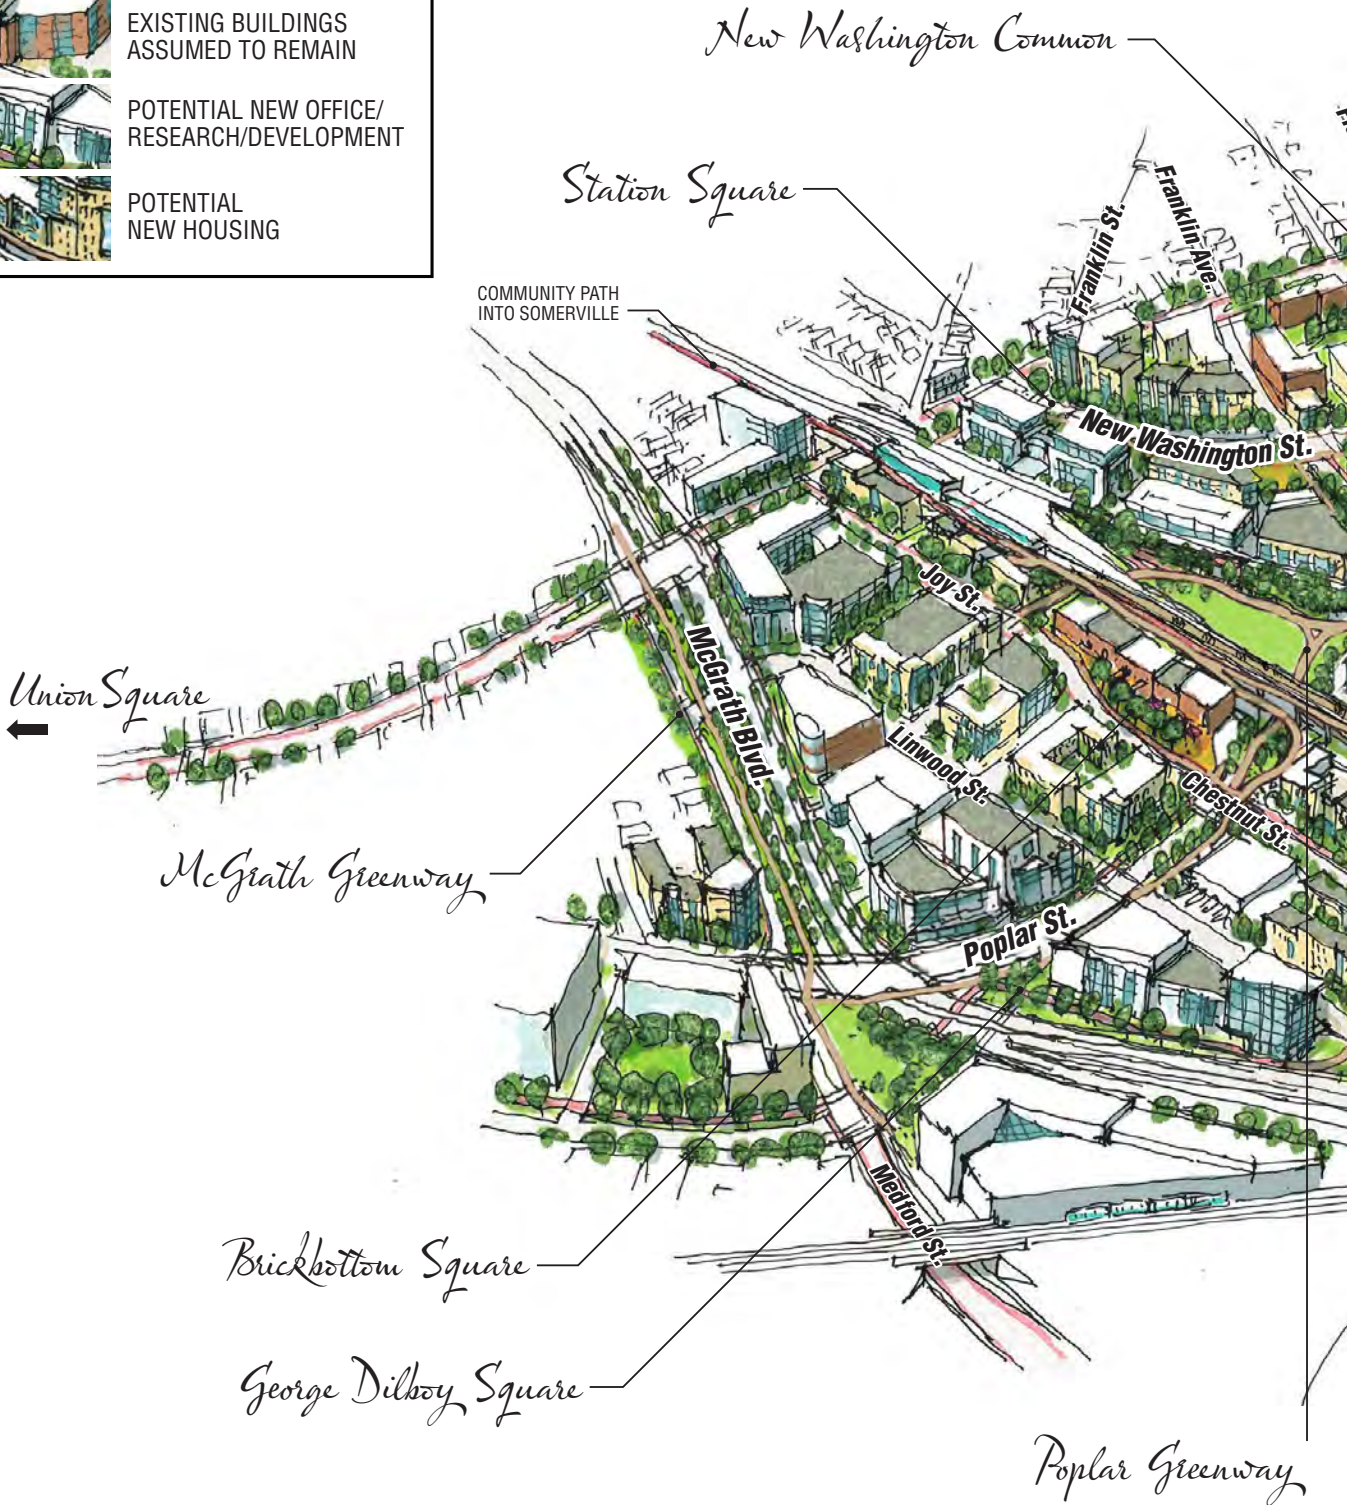 EXISTING BUILDINGS
ASSUMED TO REMAIN
POTENTIAL NEW OFFICE/
RESEARCH/DEVELOPMENT
POTENTIAL
NEW HOUSING
New Washington Common
Station Square
Franklin St.
Franklin Ave.
COMMUNITY PATH
INTO SOMERVILLE
New Washington St.
Joy St.
McGrath Blvd.
Union Square
Linwood St.
Chestnut St.
McGrath Greenway
Poplar St.
Medford St.
Brickbottom Square
George Dilboy Square
Poplar Greenway